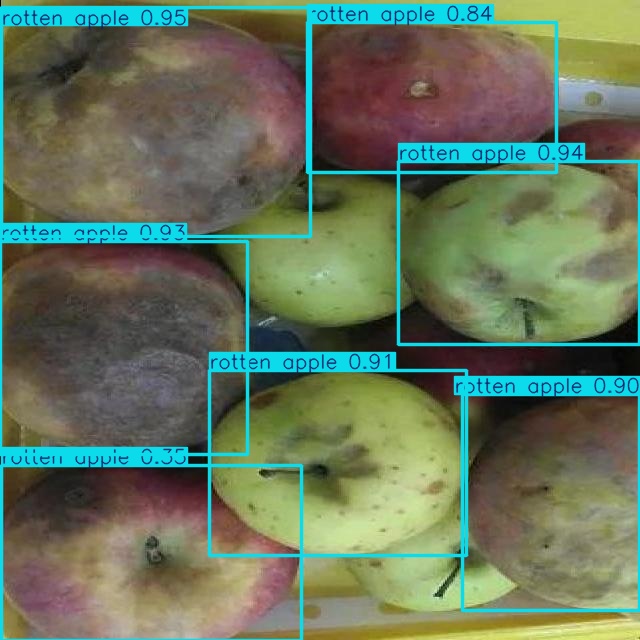 rotten apple 0.95
rotten apple 0.84
rotten apple 0.94
rotten apple 0.93
rotten apple 0.91
rotten apple 0.90
rotten apple 0.35